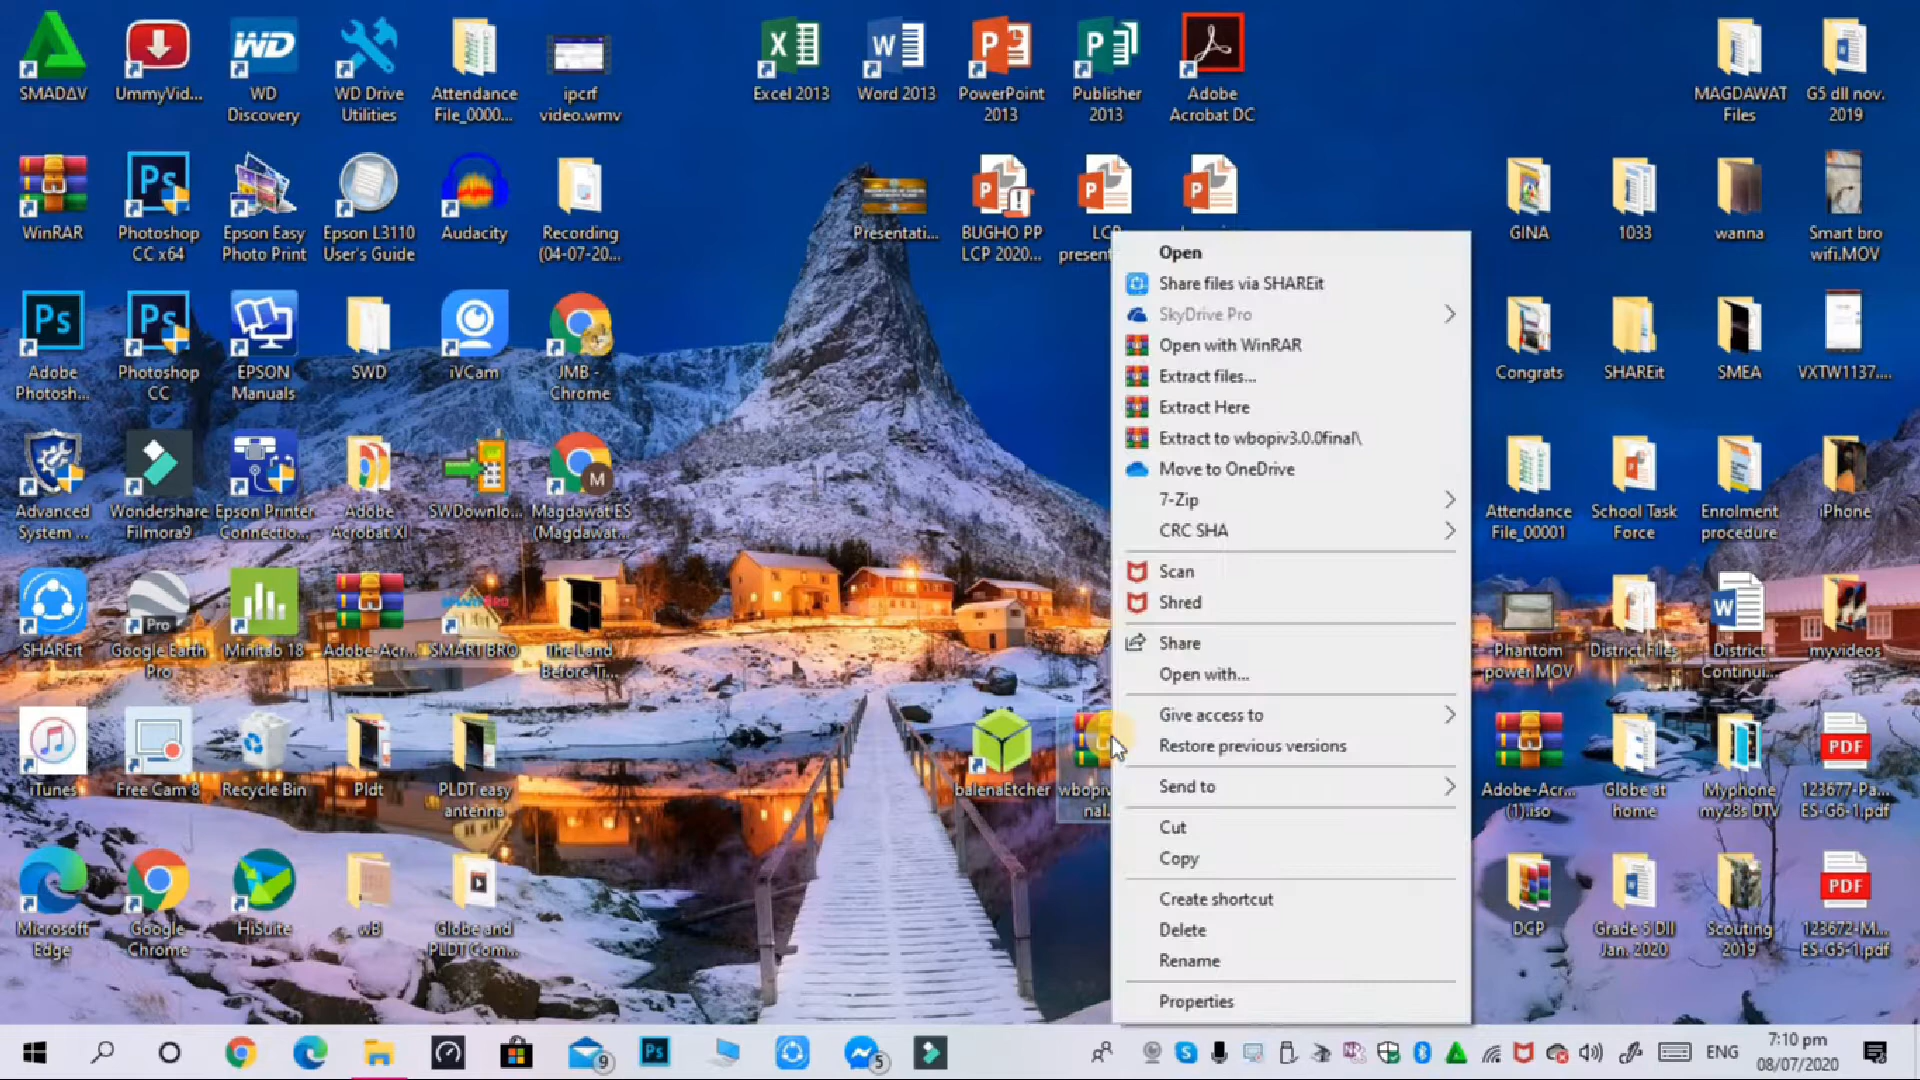 SMADΔV
UmmyVid...
WD
Discovery
WD Drive
Utilities
Attendance
File_0000...
ipcrf
video.wmv
Excel 2013
Word 2013
PowerPoint
2013
Publisher
2013
Adobe
Acrobat DC
MAGDAWAT
Files
G5 dll nov.
2019
WinRAR
Photoshop
CC x64
Epson Easy
Photo Print
Epson L3110
User's Guide
Audacity
Recording
(04-07-20...
Presentati...
BUGHO PP
LCP 2020...
LCP
present
GINA
1033
wanna
Smart bro
wifi.MOV
Adobe
Photosh...
Photoshop
CC
EPSON
Manuals
SWD
iVCam
JMB -
Chrome
Congrats
SHAREit
SMEA
VXTW1137....
Advanced
System ...
Wondershare
Filmora9
Epson Printer
Connectio...
Adobe
Acrobat XI
SWDownlo...
Magdawat ES
(Magdawat...
Attendance
File_00001
School Task
Force
Enrolment
procedure
iPhone
SHAREit
Google Earth
Pro
Minitab 18
Adobe-Acr...
SMART BRO
The Land
Before Ti...
Phantom
power.MOV
District Files
District
Continui...
myvideos
iTunes
Free Cam 8
Recycle Bin
Pldt
PLDT easy
antenna
balenaEtcher
wbopiv
nal.
Adobe-Acr...
(1).iso
Globe at
home
Myphone
my28s DTV
123677-Pa...
ES-G6-1.pdf
Microsoft
Edge
Google
Chrome
HiSuite
wB
Globe and
PLDT Com...
DCP
Grade 5 Dll
Jan. 2020
Scouting
2019
123672-M...
ES-G5-1.pdf
Open
Share files via SHAREit
SkyDrive Pro
Open with WinRAR
Extract files...
Extract Here
Extract to wbopiv3.0.0final\
Move to OneDrive
7-Zip
CRC SHA
Scan
Shred
Share
Open with...
Give access to
Restore previous versions
Send to
Cut
Copy
Create shortcut
Delete
Rename
Properties
9
Ps
5
ENG
7:10 pm
08/07/2020